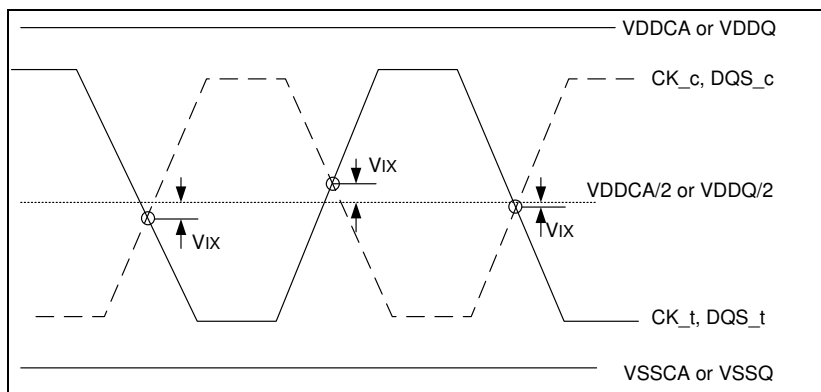 VDDCA or VDDQ
CK_c, DQS_c
VIX
VDDCA/2 or VDDQ/2
VIX
VIX
CK_t, DQS_t
VSSCA or VSSQ